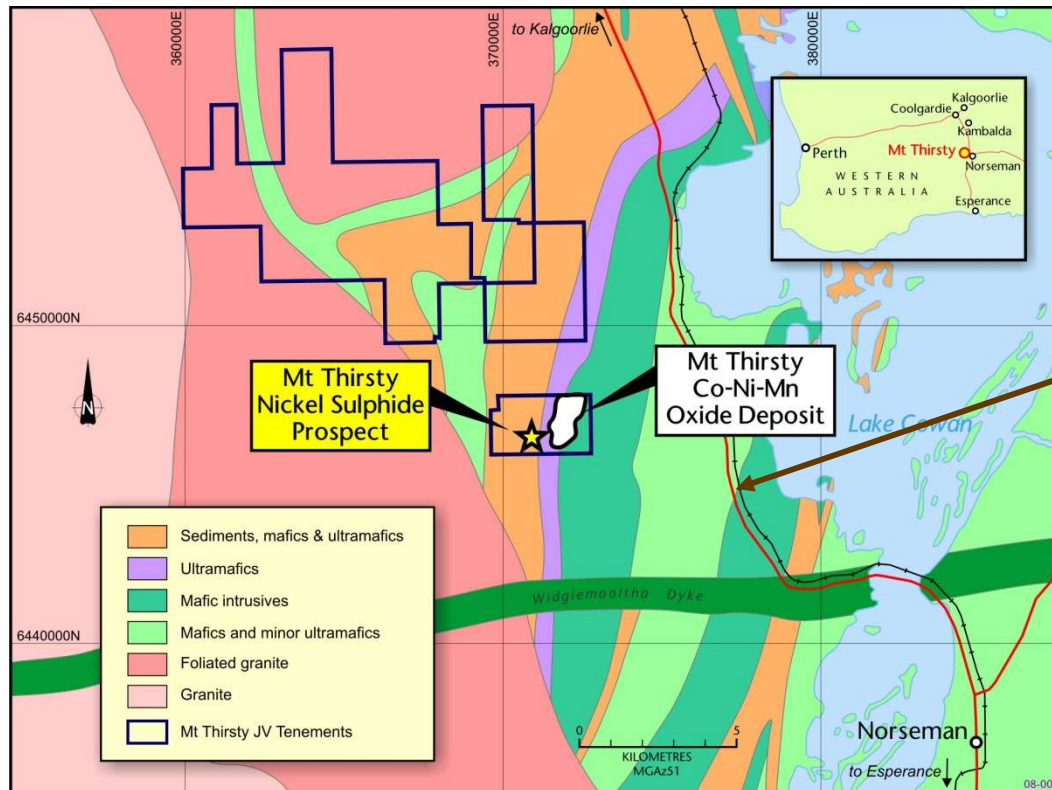 360000E
370000E
380000E
to Kalgoorlie
Kalgoorlie
Coolgardie
Kambalda
Perth
Mt Thirsty
Norseman
WESTERN
AUSTRALIA
Esperance
6450000N
Mt Thirsty
Nickel Sulphide
Prospect
Mt Thirsty
Co-Ni-Mn
Oxide Deposit
N
Lake Cowan
Sediments, mafics & ultramafics
Ultramafics
Mafic intrusives
Mafics and minor ultramafics
Foliated granite
Granite
Mt Thirsty JV Tenements
Widgiemooltha Dyke
6440000N
0 5
KILOMETRES
MGAz51
Norseman
to Esperance